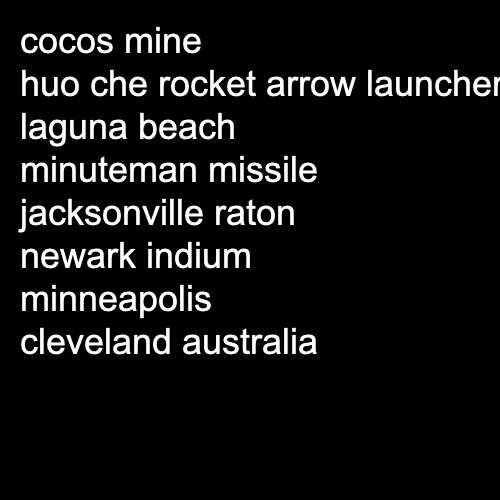 cocos mine
huo che rocket arrow launcher
laguna beach
minuteman missile
jacksonville raton
newark indium
minneapolis
cleveland australia